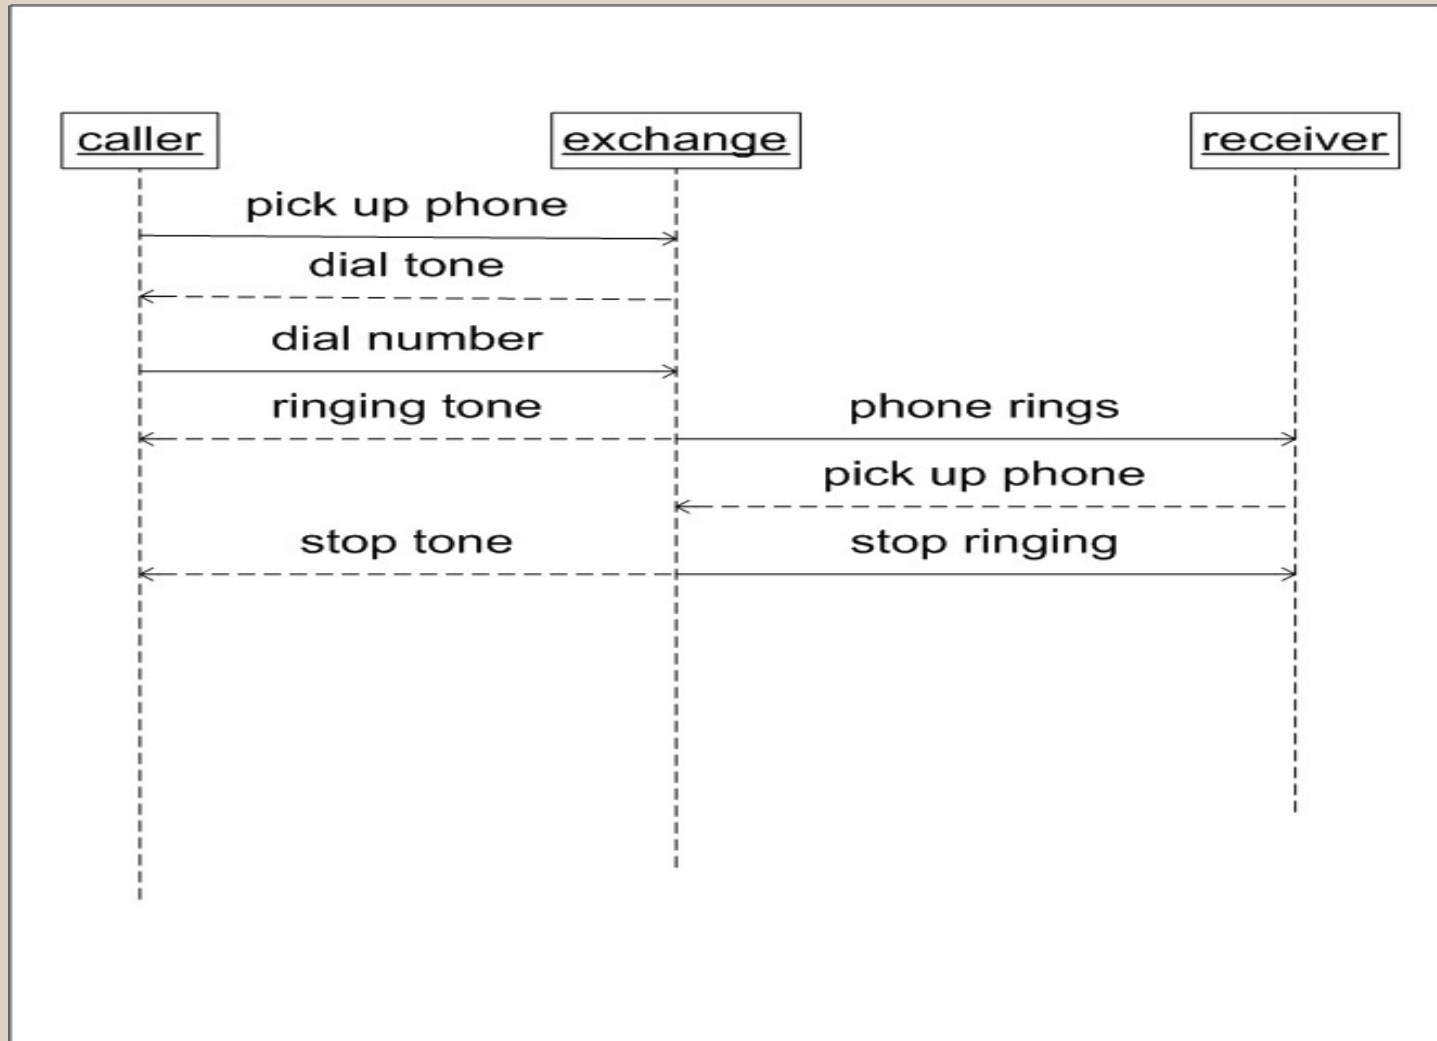 caller
exchange
receiver
pick up phone
dial tone
dial number
ringing tone
phone rings
pick up phone
stop tone
stop ringing